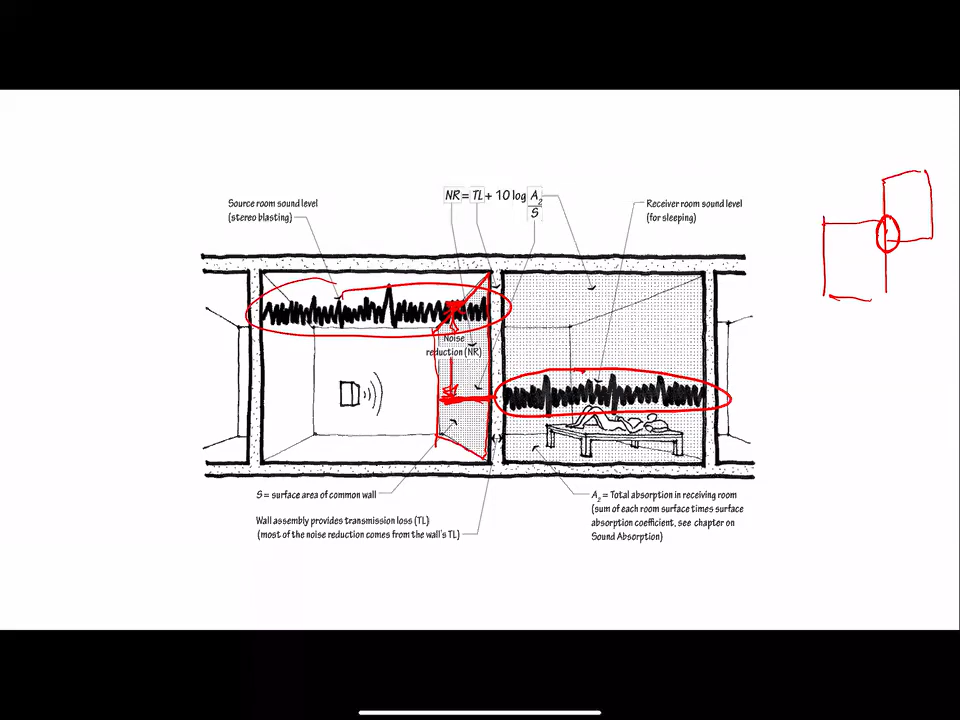 NR = TL + 10 log A2/S
Source room sound level
(stereo blasting)
Receiver room sound level
(for sleeping)
Noise
reduction (NR)
S = surface area of common wall
Wall assembly provides transmission loss (TL)
(most of the noise reduction comes from the wall's TL)
A2 = Total absorption in receiving room
(sum of each room surface times surface
absorption coefficient, see chapter on
Sound Absorption)